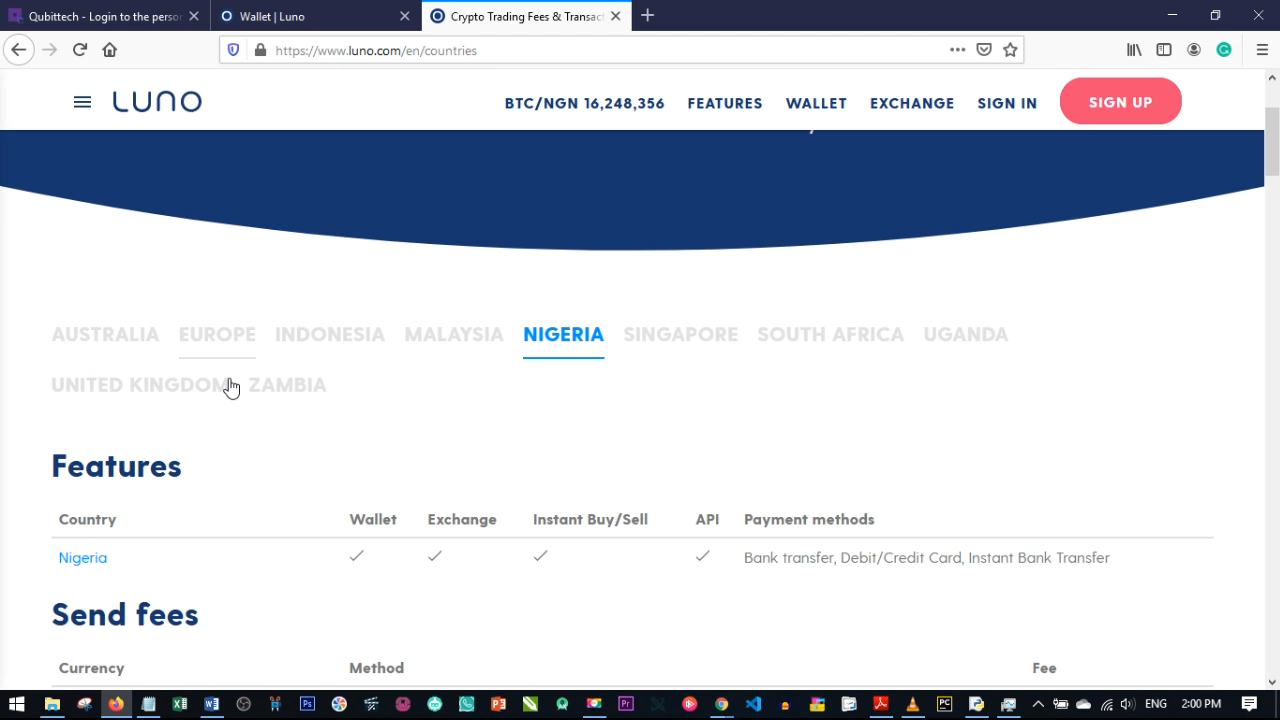 Qubittech - Login to the person
Wallet | Luno
Crypto Trading Fees & Transact
https://www.luno.com/en/countries
LUNO
BTC/NGN 16,248,356
FEATURES
WALLET
EXCHANGE
SIGN IN
SIGN UP
AUSTRALIA EUROPE INDONESIA MALAYSIA NIGERIA SINGAPORE SOUTH AFRICA UGANDA
UNITED KINGDOM ZAMBIA
Features
Country Wallet Exchange Instant Buy/Sell API Payment methods
Nigeria Bank transfer, Debit/Credit Card, Instant Bank Transfer
Send fees
Currency Method Fee
ENG 2:00 PM